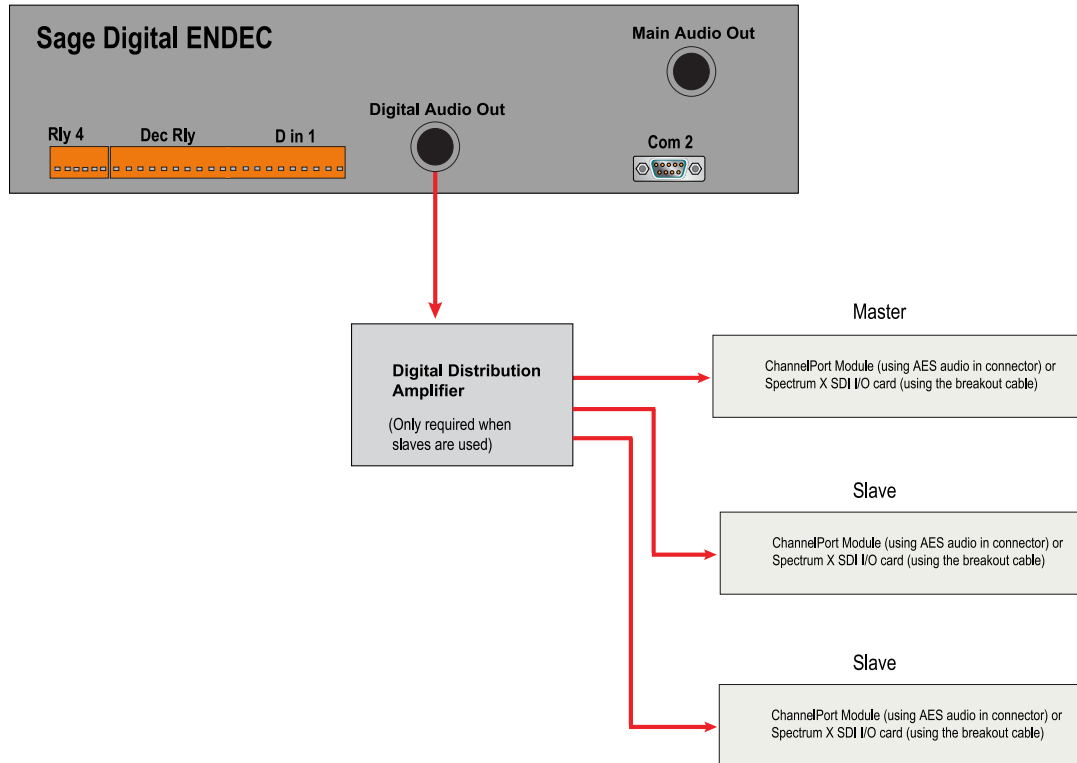 Sage Digital ENDEC
Main Audio Out
Digital Audio Out
Rly 4
Dec Rly
D in 1
Com 2
Master
ChannelPort Module (using AES audio in connector) or
Spectrum X SDI I/O card (using the breakout cable)
Digital Distribution
Amplifier
(Only required when
slaves are used)
Slave
ChannelPort Module (using AES audio in connector) or
Spectrum X SDI I/O card (using the breakout cable)
Slave
ChannelPort Module (using AES audio in connector) or
Spectrum X SDI I/O card (using the breakout cable)